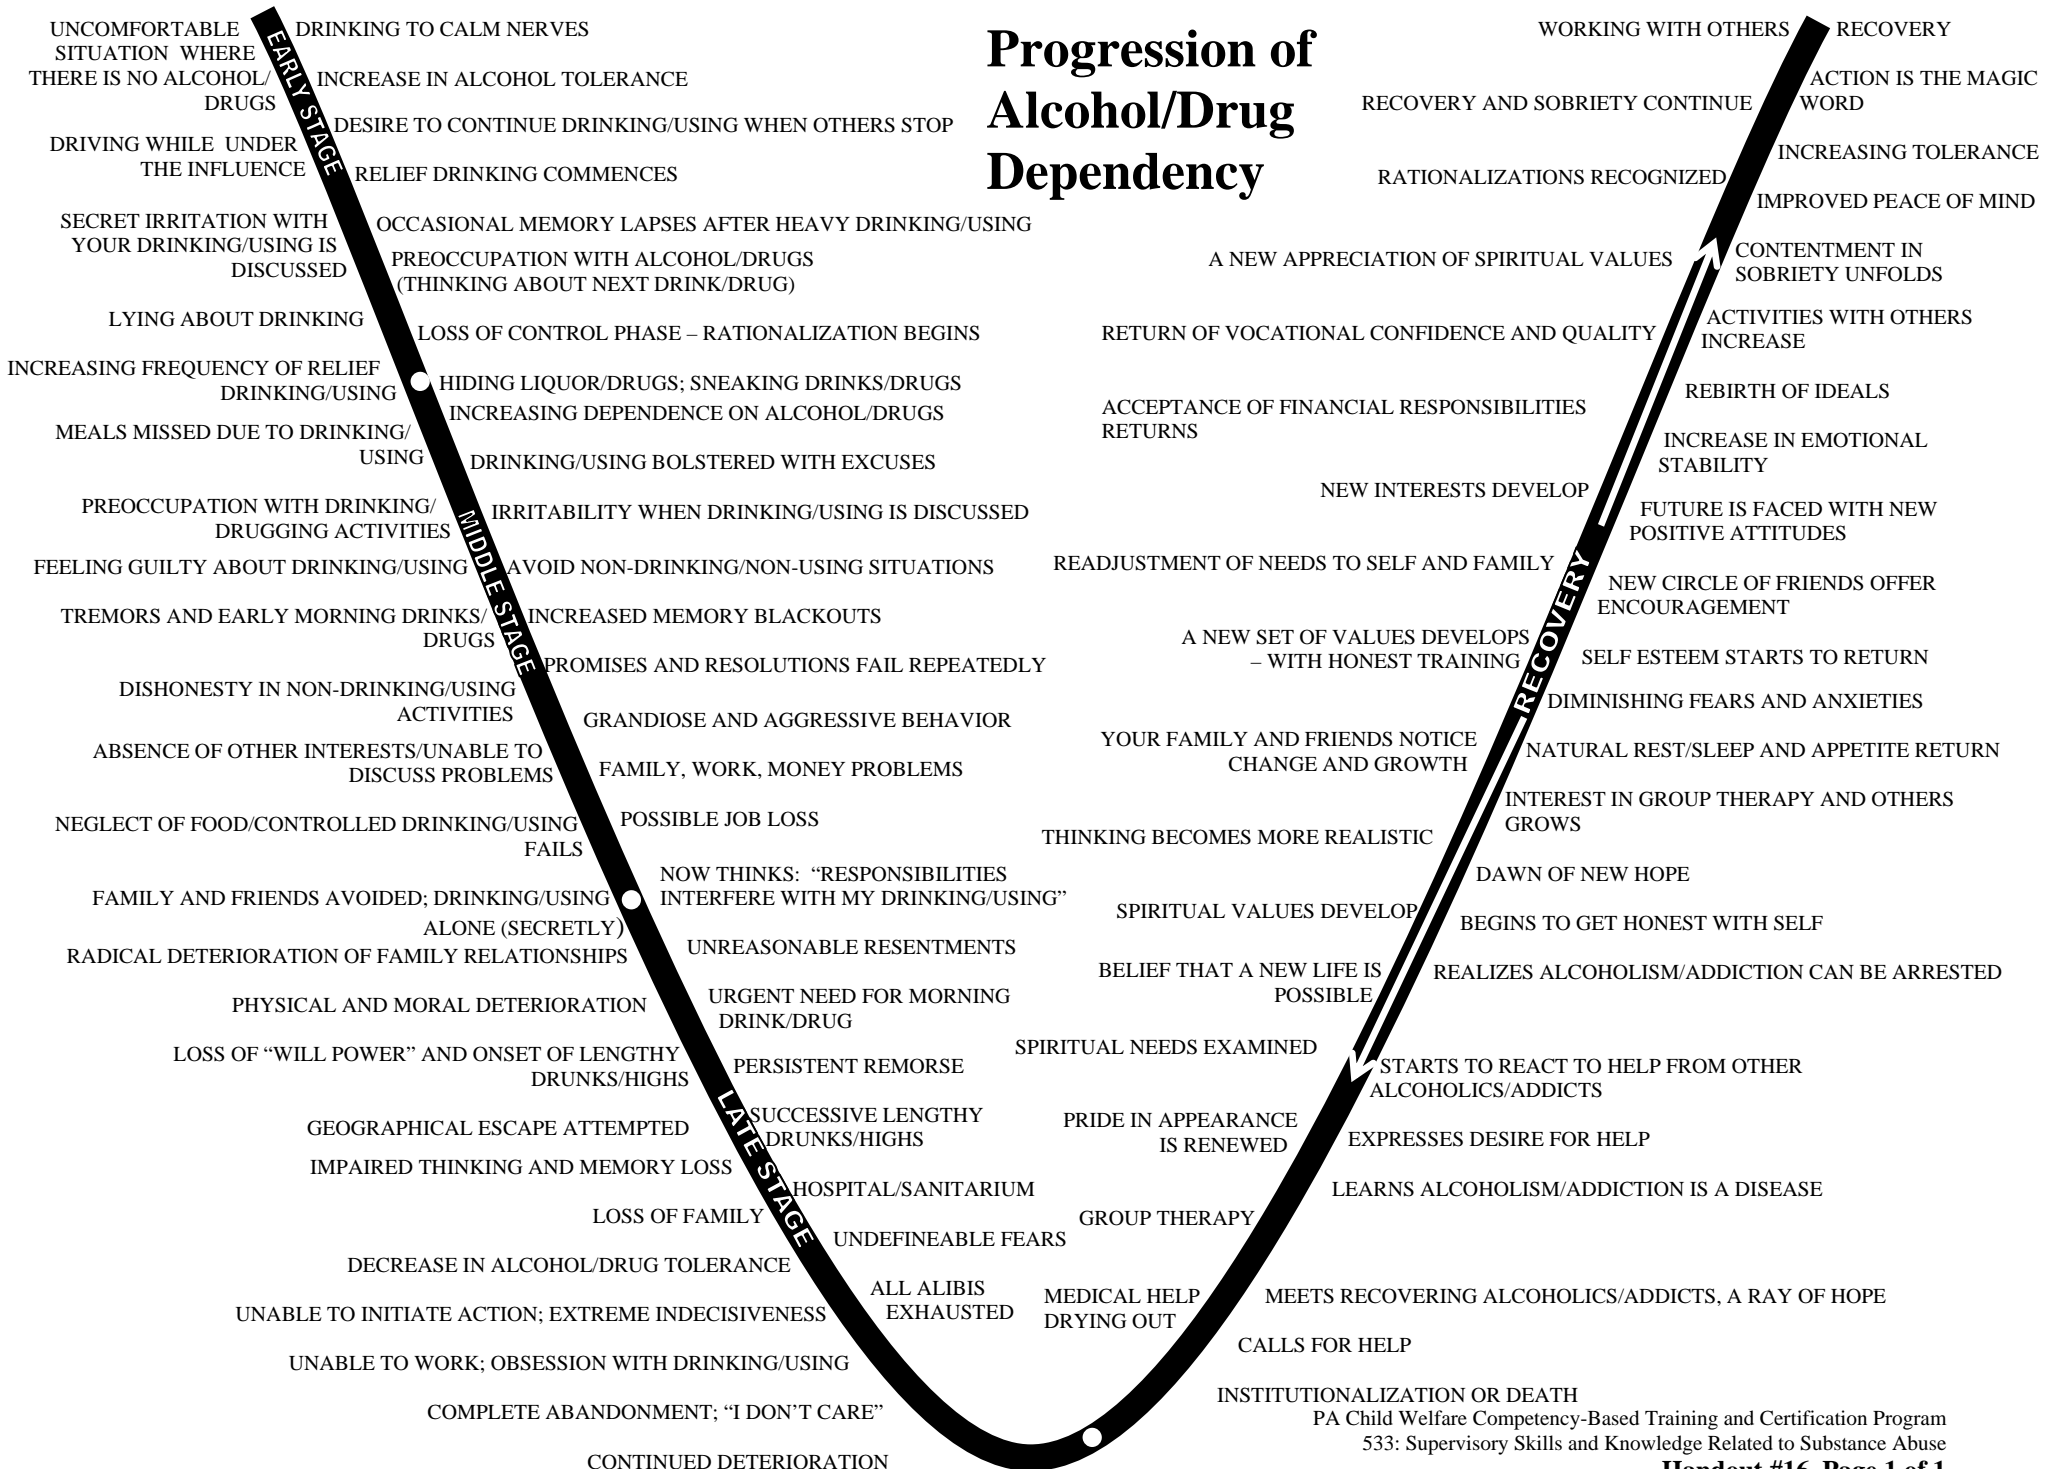 Progression of
Alcohol/Drug
Dependency
UNCOMFORTABLE
SITUATION WHERE
THERE IS NO ALCOHOL/
DRUGS
DRIVING WHILE UNDER
THE INFLUENCE
SECRET IRRITATION WITH
YOUR DRINKING/USING IS
DISCUSSED
LYING ABOUT DRINKING
INCREASING FREQUENCY OF RELIEF
DRINKING/USING
MEALS MISSED DUE TO DRINKING/
USING
PREOCCUPATION WITH DRINKING/
DRUGGING ACTIVITIES
FEELING GUILTY ABOUT DRINKING/USING
TREMORS AND EARLY MORNING DRINKS/
DRUGS
DISHONESTY IN NON-DRINKING/USING
ACTIVITIES
ABSENCE OF OTHER INTERESTS/UNABLE TO
DISCUSS PROBLEMS
NEGLECT OF FOOD/CONTROLLED DRINKING/USING
FAILS
FAMILY AND FRIENDS AVOIDED; DRINKING/USING
ALONE (SECRETLY)
RADICAL DETERIORATION OF FAMILY RELATIONSHIPS
PHYSICAL AND MORAL DETERIORATION
LOSS OF “WILL POWER” AND ONSET OF LENGTHY
DRUNKS/HIGHS
GEOGRAPHICAL ESCAPE ATTEMPTED
IMPAIRED THINKING AND MEMORY LOSS
LOSS OF FAMILY
DECREASE IN ALCOHOL/DRUG TOLERANCE
UNABLE TO INITIATE ACTION; EXTREME INDECISIVENESS
UNABLE TO WORK; OBSESSION WITH DRINKING/USING
COMPLETE ABANDONMENT; “I DON’T CARE”
CONTINUED DETERIORATION
EARLY STAGE
MIDDLE STAGE
LATE STAGE
DRINKING TO CALM NERVES
INCREASE IN ALCOHOL TOLERANCE
DESIRE TO CONTINUE DRINKING/USING WHEN OTHERS STOP
RELIEF DRINKING COMMENCES
OCCASIONAL MEMORY LAPSES AFTER HEAVY DRINKING/USING
PREOCCUPATION WITH ALCOHOL/DRUGS
(THINKING ABOUT NEXT DRINK/DRUG)
LOSS OF CONTROL PHASE – RATIONALIZATION BEGINS
HIDING LIQUOR/DRUGS; SNEAKING DRINKS/DRUGS
INCREASING DEPENDENCE ON ALCOHOL/DRUGS
DRINKING/USING BOLSTERED WITH EXCUSES
IRRITABILITY WHEN DRINKING/USING IS DISCUSSED
AVOID NON-DRINKING/NON-USING SITUATIONS
INCREASED MEMORY BLACKOUTS
PROMISES AND RESOLUTIONS FAIL REPEATEDLY
GRANDIOSE AND AGGRESSIVE BEHAVIOR
FAMILY, WORK, MONEY PROBLEMS
POSSIBLE JOB LOSS
NOW THINKS: “RESPONSIBILITIES
INTERFERE WITH MY DRINKING/USING”
UNREASONABLE RESENTMENTS
URGENT NEED FOR MORNING
DRINK/DRUG
PERSISTENT REMORSE
SUCCESSIVE LENGTHY
DRUNKS/HIGHS
HOSPITAL/SANITARIUM
UNDEFINEABLE FEARS
ALL ALIBIS
EXHAUSTED
WORKING WITH OTHERS
RECOVERY AND SOBRIETY CONTINUE
RATIONALIZATIONS RECOGNIZED
A NEW APPRECIATION OF SPIRITUAL VALUES
RETURN OF VOCATIONAL CONFIDENCE AND QUALITY
ACCEPTANCE OF FINANCIAL RESPONSIBILITIES
RETURNS
NEW INTERESTS DEVELOP
READJUSTMENT OF NEEDS TO SELF AND FAMILY
A NEW SET OF VALUES DEVELOPS
– WITH HONEST TRAINING
YOUR FAMILY AND FRIENDS NOTICE
CHANGE AND GROWTH
THINKING BECOMES MORE REALISTIC
SPIRITUAL VALUES DEVELOP
BELIEF THAT A NEW LIFE IS
POSSIBLE
SPIRITUAL NEEDS EXAMINED
PRIDE IN APPEARANCE
IS RENEWED
GROUP THERAPY
MEDICAL HELP
DRYING OUT
RECOVERY
RECOVERY
ACTION IS THE MAGIC
WORD
INCREASING TOLERANCE
IMPROVED PEACE OF MIND
CONTENTMENT IN
SOBRIETY UNFOLDS
ACTIVITIES WITH OTHERS
INCREASE
REBIRTH OF IDEALS
INCREASE IN EMOTIONAL
STABILITY
FUTURE IS FACED WITH NEW
POSITIVE ATTITUDES
NEW CIRCLE OF FRIENDS OFFER
ENCOURAGEMENT
SELF ESTEEM STARTS TO RETURN
DIMINISHING FEARS AND ANXIETIES
NATURAL REST/SLEEP AND APPETITE RETURN
INTEREST IN GROUP THERAPY AND OTHERS
GROWS
DAWN OF NEW HOPE
BEGINS TO GET HONEST WITH SELF
REALIZES ALCOHOLISM/ADDICTION CAN BE ARRESTED
STARTS TO REACT TO HELP FROM OTHER
ALCOHOLICS/ADDICTS
EXPRESSES DESIRE FOR HELP
LEARNS ALCOHOLISM/ADDICTION IS A DISEASE
MEETS RECOVERING ALCOHOLICS/ADDICTS, A RAY OF HOPE
CALLS FOR HELP
INSTITUTIONALIZATION OR DEATH
PA Child Welfare Competency-Based Training and Certification Program
533: Supervisory Skills and Knowledge Related to Substance Abuse
Handout #16, Page 1 of 1